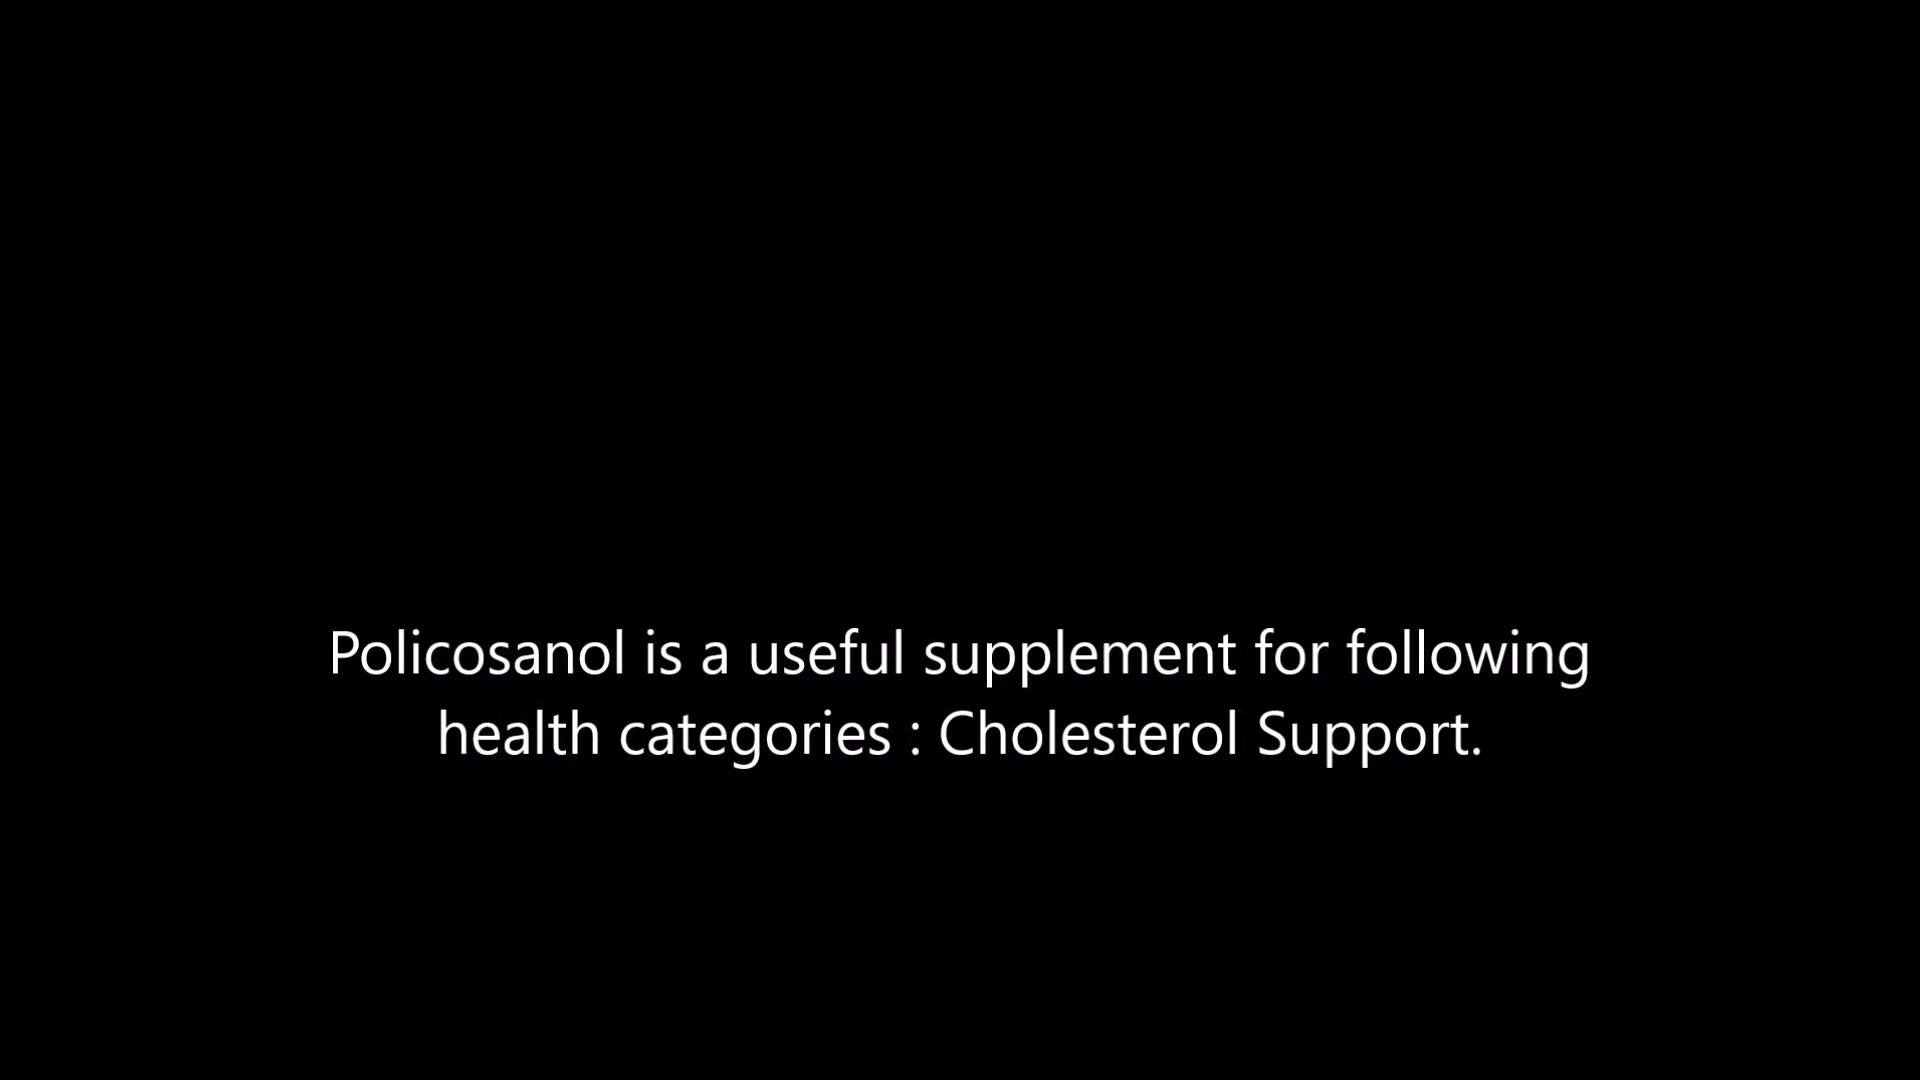 Policosanol is a useful supplement for following
health categories : Cholesterol Support.